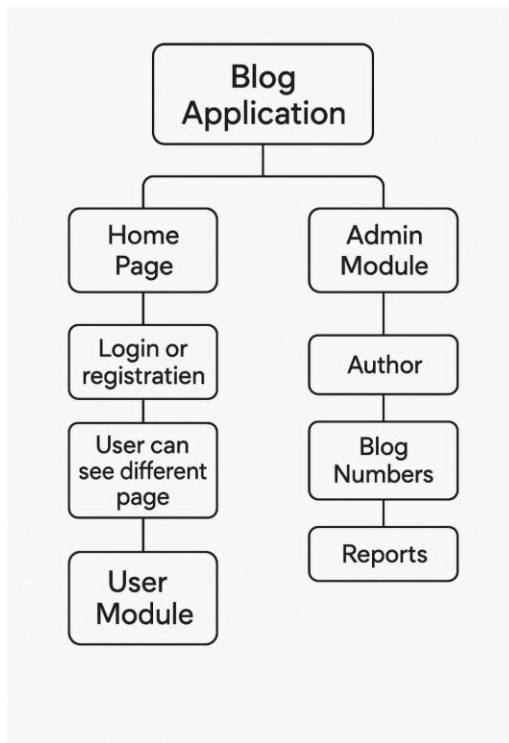 Blog
Application
Home
Page
Login or
registratien
User can
see different
page
User
Module
Admin
Module
Author
Blog
Numbers
Reports